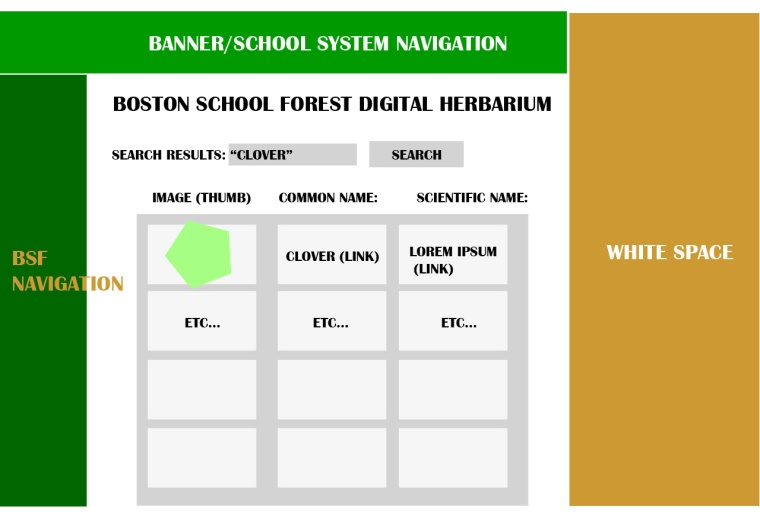 BANNER/SCHOOL SYSTEM NAVIGATION
BOSTON SCHOOL FOREST DIGITAL HERBARIUM
SEARCH RESULTS: “CLOVER” SEARCH
IMAGE (THUMB) COMMON NAME: SCIENTIFIC NAME:
CLOVER (LINK) LOREM IPSUM
(LINK)
ETC... ETC... ETC...
BSF
NAVIGATION
WHITE SPACE